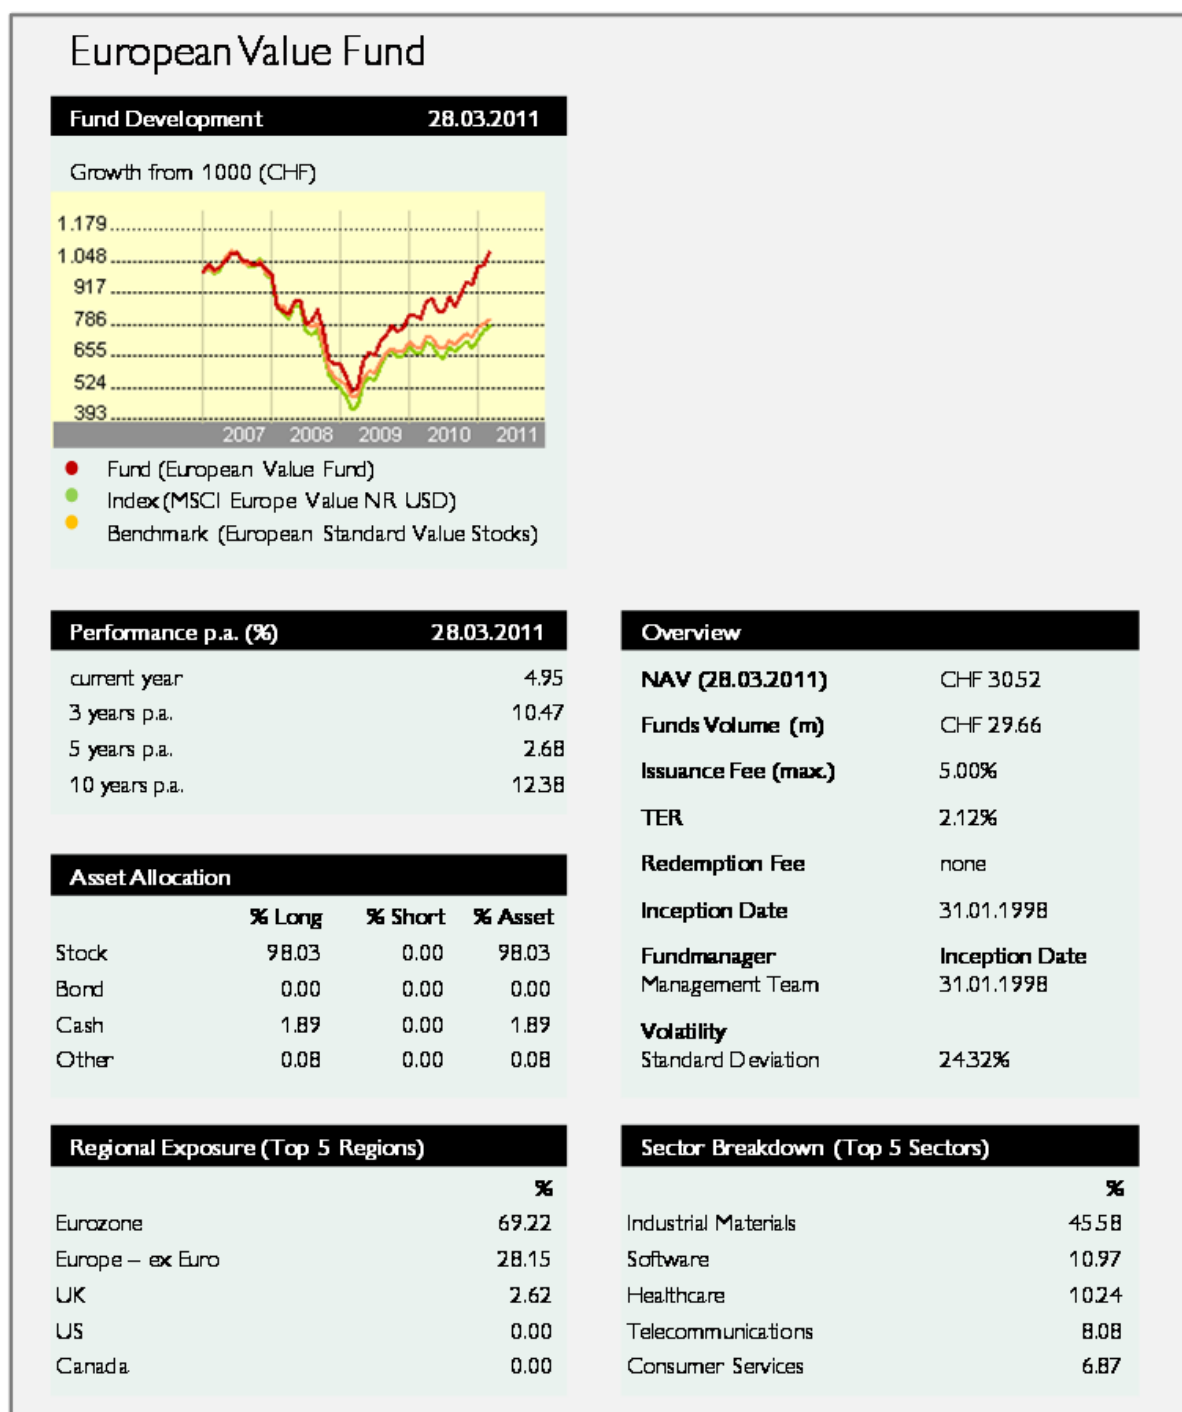 European Value Fund
Fund Development 28.03.2011
Growth from 1000 (CHF)
1.179
1.048
917
786
655
524
393
2007 2008 2009 2010 2011
Fund (European Value Fund)
Index (MSCI Europe Value NR USD)
Benchmark (European Standard Value Stocks)
Performance p.a. (%) 28.03.2011
current year 4.95
3 years p.a. 10.47
5 years p.a. 2.68
10 years p.a. 12.38
Asset Allocation
% Long % Short % Asset
Stock 98.03 0.00 98.03
Bond 0.00 0.00 0.00
Cash 1.89 0.00 1.89
Other 0.08 0.00 0.08
Overview
NAV (28.03.2011) CHF 30.52
Funds Volume (m) CHF 29.66
Issuance Fee (max.) 5.00%
TER 2.12%
Redemption Fee none
Inception Date 31.01.1998
Fundmanager Inception Date
Management Team 31.01.1998
Volatility
Standard Deviation 24.32%
Regional Exposure (Top 5 Regions)
%
Eurozone 69.22
Europe – ex Euro 28.15
UK 2.62
US 0.00
Canada 0.00
Sector Breakdown (Top 5 Sectors)
%
Industrial Materials 45.58
Software 10.97
Healthcare 10.24
Telecommunications 8.08
Consumer Services 6.87